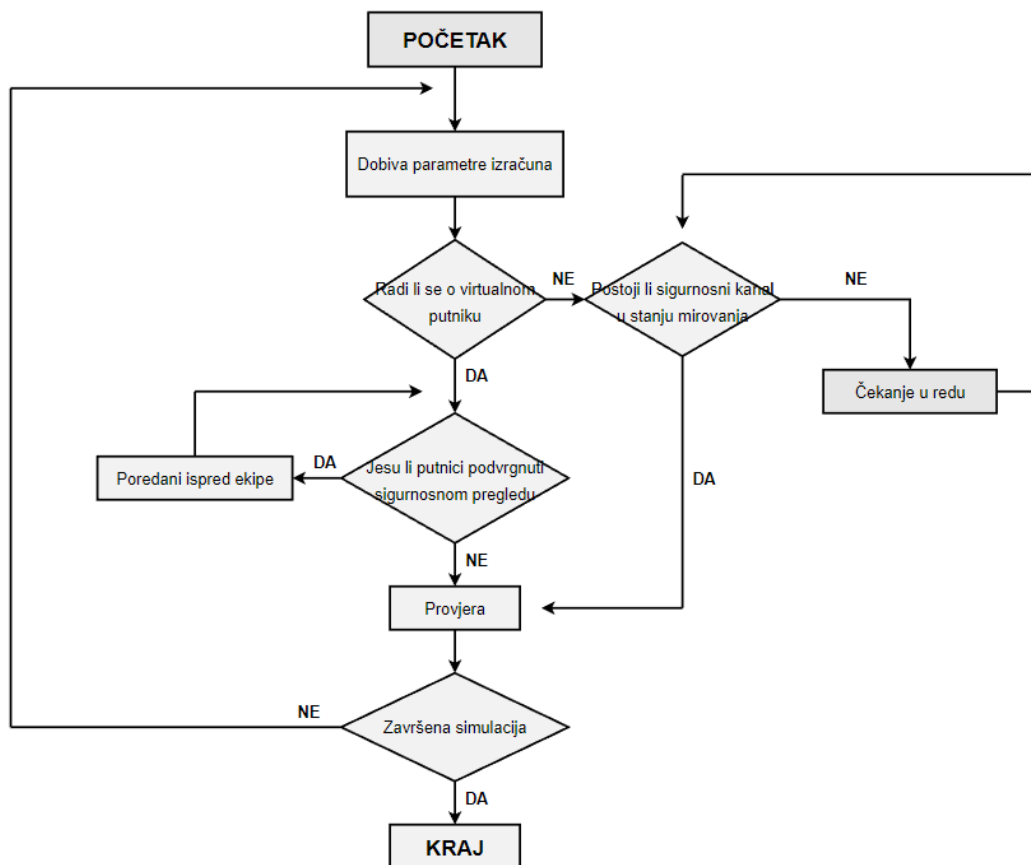 POČETAK
Dobiva parametre izračuna
Radi li se o virtualnom
putniku
NE
Postoji li sigurnosni kanal
u stanju mirovanja
NE
DA
Čekanje u redu
Poredani ispred ekipe
DA
Jesu li putnici podvrgnuti
sigurnosnom pregledu
DA
NE
Provjera
NE
Završena simulacija
DA
KRAJ